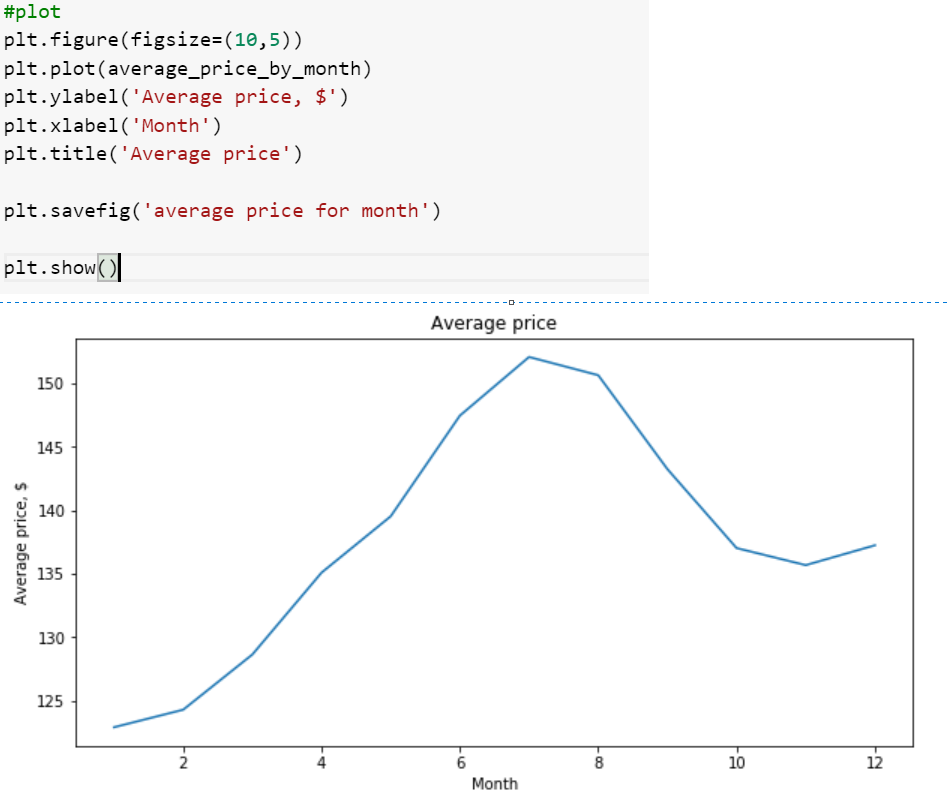 #plot
plt.figure(figsize=(10,5))
plt.plot(average_price_by_month)
plt.ylabel('Average price, $')
plt.xlabel('Month')
plt.title('Average price')
plt.savefig('average price for month')
plt.show()
Average price
150
145
140
135
130
125
Average price, $
2 4 6 8 10 12
Month